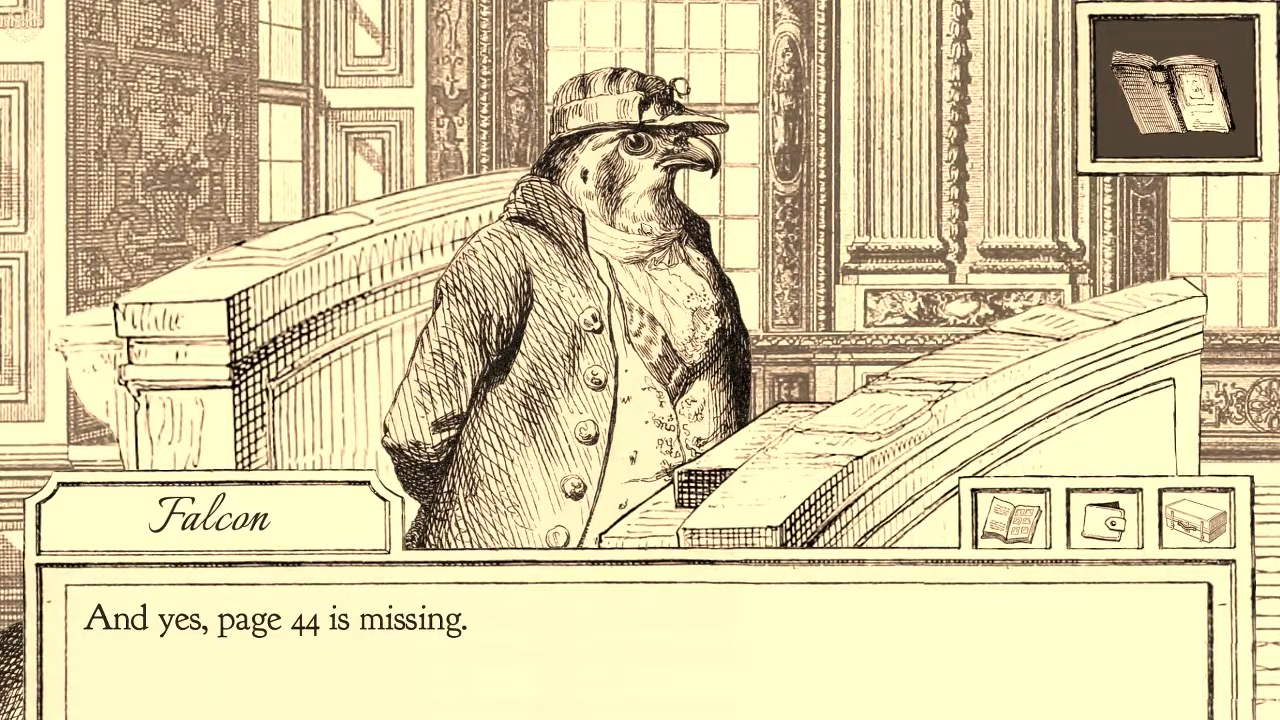 Falcon
And yes, page 44 is missing.